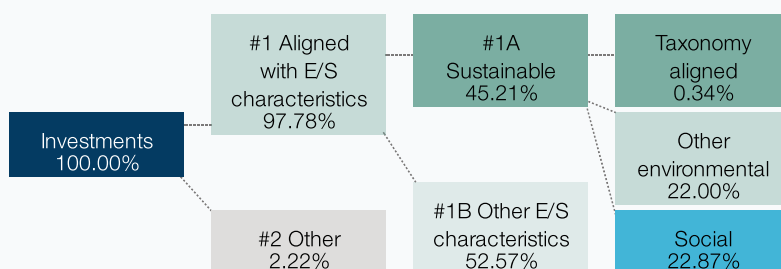 Investments
100.00%
#1 Aligned
with E/S
characteristics
97.78%
#2 Other
2.22%
#1A
Sustainable
45.21%
#1B Other E/S
characteristics
52.57%
Taxonomy
aligned
0.34%
Other
environmental
22.00%
Social
22.87%